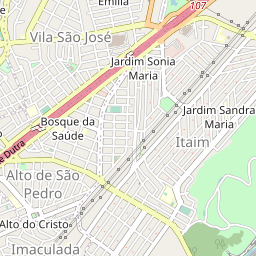 Emília
107
Vila São José
Jardim Sonia
Maria
Jardim Sandra
Maria
Bosque da
Saúde
Itaim
e Dutra
Alto de São
Pedro
Alto do Cristo
Imaculada